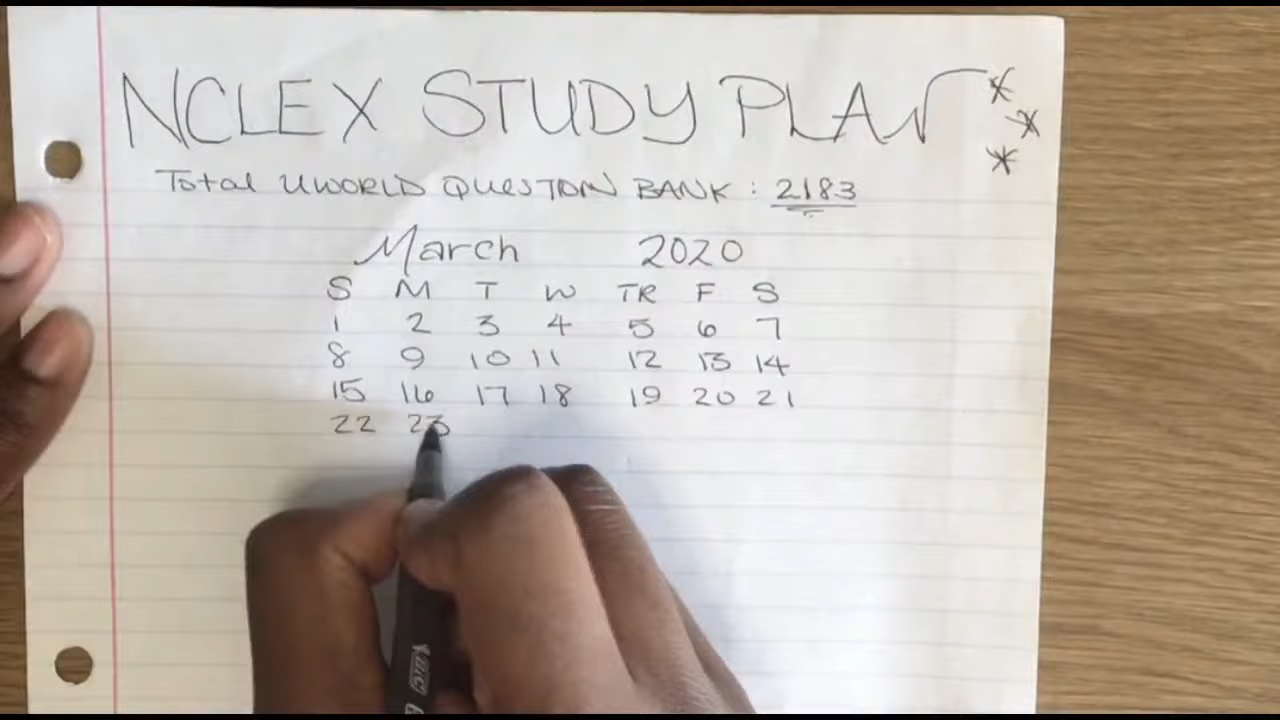 NCLEX STUDY PLAN ***
Total UWORLD QUESTION BANK : 2183
March 2020
S M T W TR F S
1 2 3 4 5 6 7
8 9 10 11 12 13 14
15 16 17 18 19 20 21
22 23
BIC